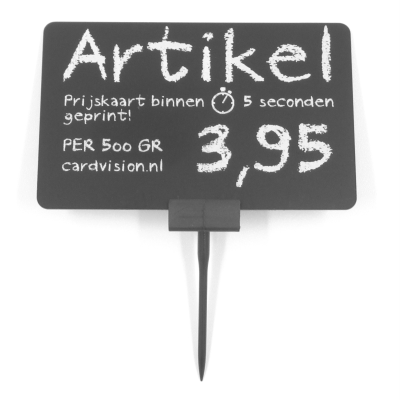 Artikel
Prijskaart binnen 5 seconden
geprint!
PER 500 GR
cardvision.nl
3,95